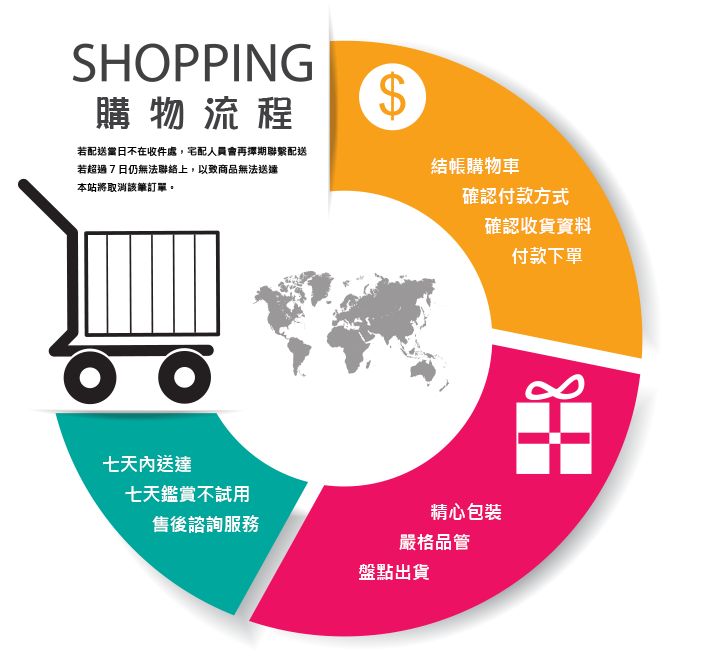 SHOPPING
購物流程
若配送當日不在收件處，宅配人員會再擇期聯繫配送
若超過7日仍無法聯絡上，以致商品無法送達
本站將取消該筆訂單。
$
結帳購物車
確認付款方式
確認收貨資料
付款下單
精心包裝
嚴格品管
盤點出貨
七天內送達
七天鑑賞不試用
售後諮詢服務